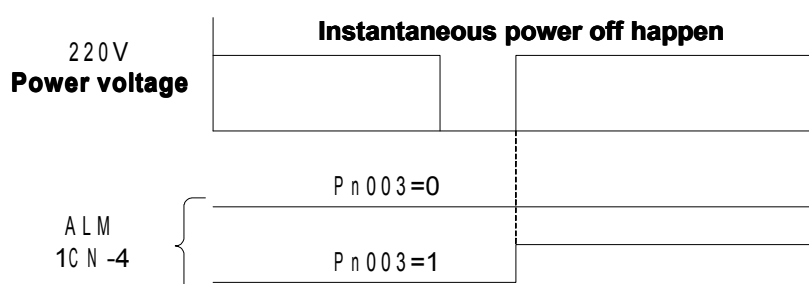 Instantaneous power off happen
220V
Power voltage
Pn003=0
ALM
1CN-4
Pn003=1